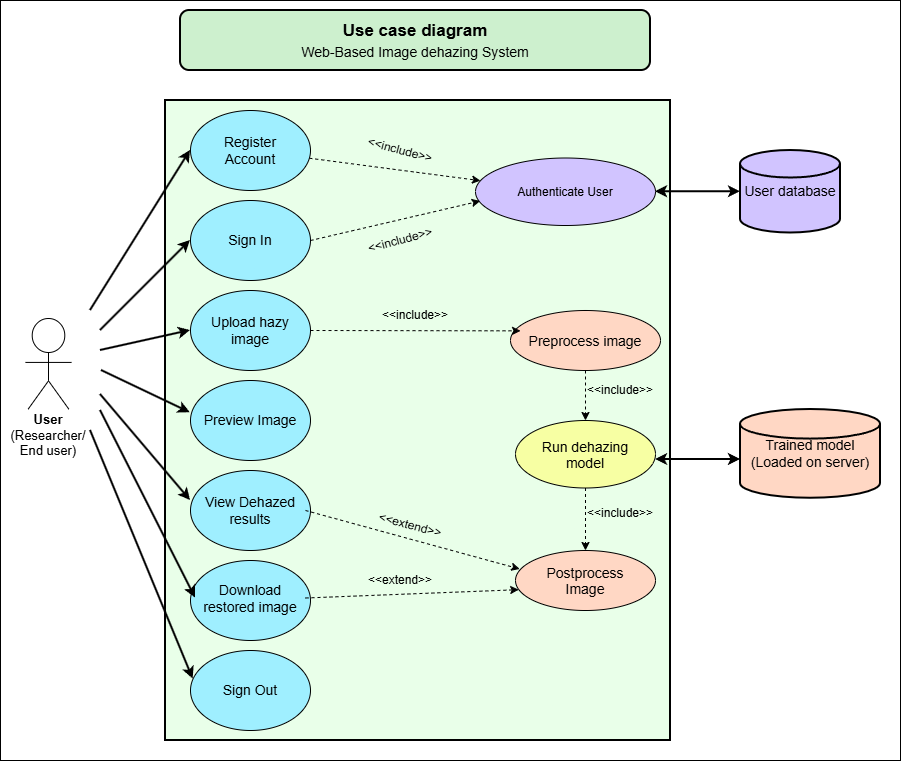 Use case diagram
Web-Based Image dehazing System
Register
Account
<<include>>
Authenticate User
User database
Sign In
<<include>>
Upload hazy
image
<<include>>
Preprocess image
<<include>>
User
(Researcher/
End user)
Preview Image
Run dehazing
model
Trained model
(Loaded on server)
<<include>>
View Dehazed
results
<<extend>>
Postprocess
Image
Download
restored image
<<extend>>
Sign Out